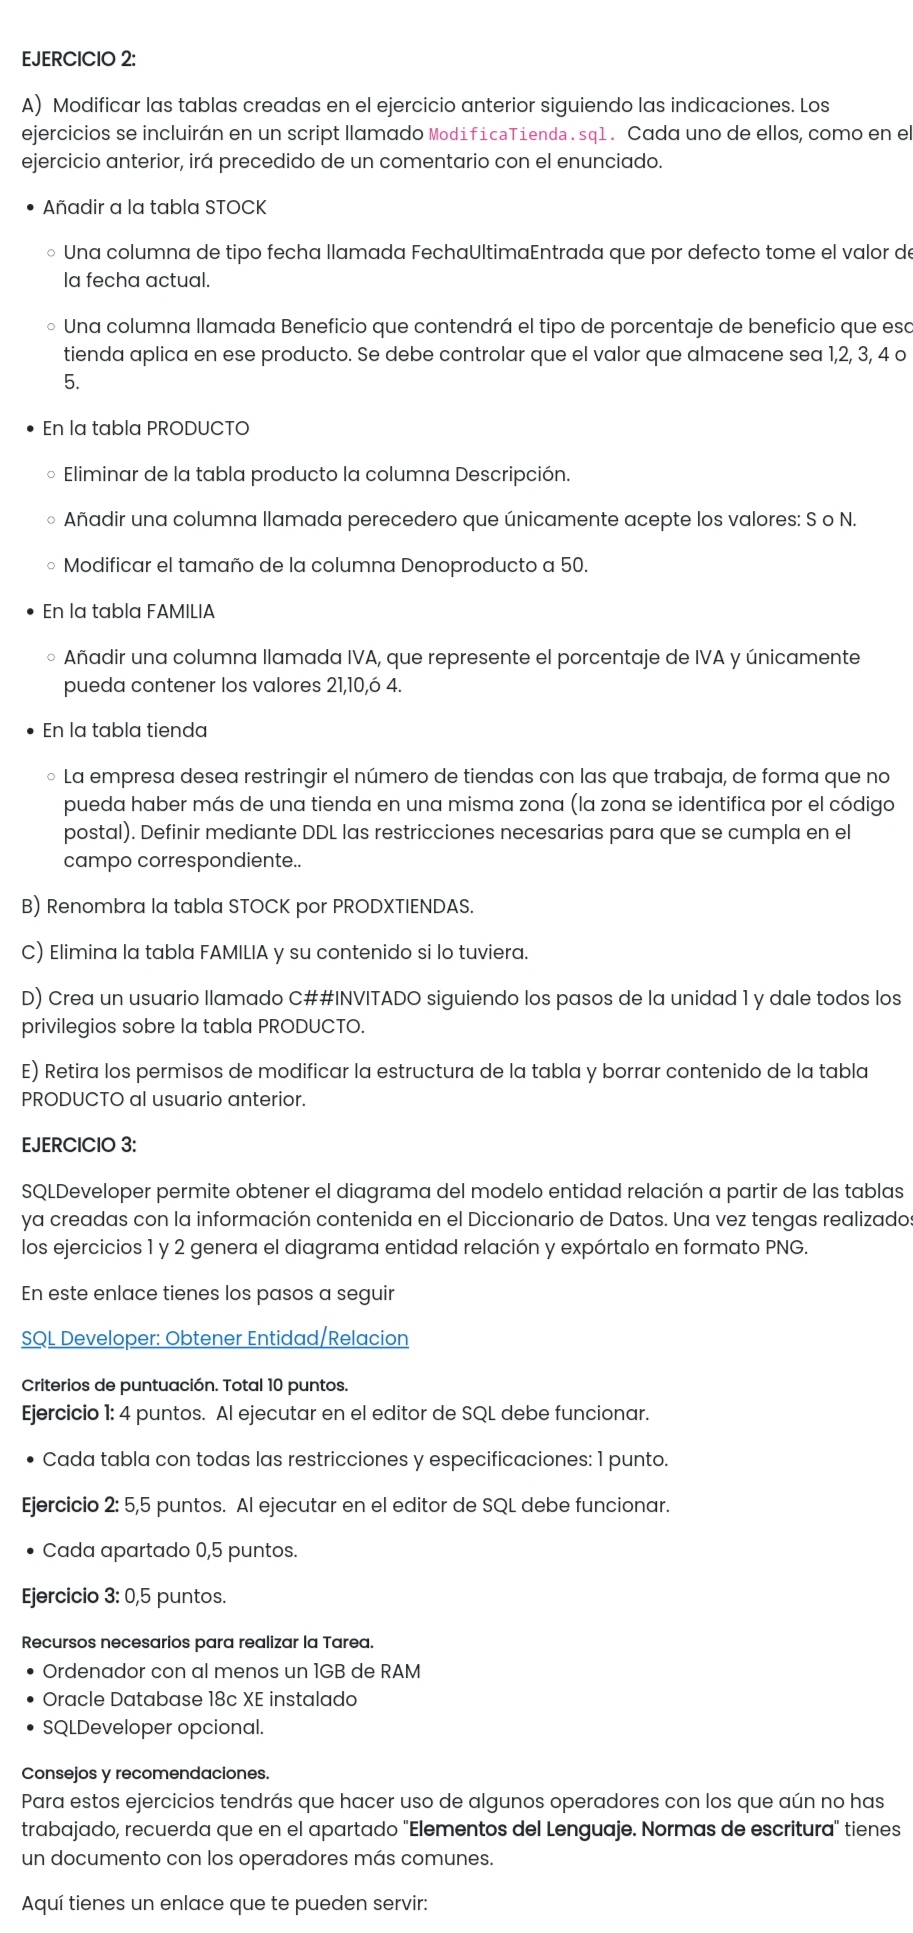 EJERCICIO 2:
A)  Modificar las tablas creadas en el ejercicio anterior siguiendo las indicaciones. Los
ejercicios se incluirán en un script llamado ModificaTienda.sql.  Cada uno de ellos, como en el
ejercicio anterior, irá precedido de un comentario con el enunciado.
• Añadir a la tabla STOCK
◦ Una columna de tipo fecha llamada FechaUltimaEntrada que por defecto tome el valor de
la fecha actual.
◦ Una columna llamada Beneficio que contendrá el tipo de porcentaje de beneficio que esa
tienda aplica en ese producto. Se debe controlar que el valor que almacene sea 1,2, 3, 4 o
5.
• En la tabla PRODUCTO
◦ Eliminar de la tabla producto la columna Descripción.
◦ Añadir una columna llamada perecedero que únicamente acepte los valores: S o N.
◦ Modificar el tamaño de la columna Denoproducto a 50.
• En la tabla FAMILIA
◦ Añadir una columna llamada IVA, que represente el porcentaje de IVA y únicamente
pueda contener los valores 21,10,ó 4.
• En la tabla tienda
◦ La empresa desea restringir el número de tiendas con las que trabaja, de forma que no
pueda haber más de una tienda en una misma zona (la zona se identifica por el código
postal). Definir mediante DDL las restricciones necesarias para que se cumpla en el
campo correspondiente..
B) Renombra la tabla STOCK por PRODXTIENDAS.
C) Elimina la tabla FAMILIA y su contenido si lo tuviera.
D) Crea un usuario llamado C##INVITADO siguiendo los pasos de la unidad 1 y dale todos los
privilegios sobre la tabla PRODUCTO.
E) Retira los permisos de modificar la estructura de la tabla y borrar contenido de la tabla
PRODUCTO al usuario anterior.
EJERCICIO 3:
SQLDeveloper permite obtener el diagrama del modelo entidad relación a partir de las tablas
ya creadas con la información contenida en el Diccionario de Datos. Una vez tengas realizados
los ejercicios 1 y 2 genera el diagrama entidad relación y expórtalo en formato PNG.
En este enlace tienes los pasos a seguir
SQL Developer: Obtener Entidad/Relacion
Criterios de puntuación. Total 10 puntos.
Ejercicio 1: 4 puntos.  Al ejecutar en el editor de SQL debe funcionar.
• Cada tabla con todas las restricciones y especificaciones: 1 punto.
Ejercicio 2: 5,5 puntos.  Al ejecutar en el editor de SQL debe funcionar.
• Cada apartado 0,5 puntos.
Ejercicio 3: 0,5 puntos.
Recursos necesarios para realizar la Tarea.
• Ordenador con al menos un 1GB de RAM
• Oracle Database 18c XE instalado
• SQLDeveloper opcional.
Consejos y recomendaciones.
Para estos ejercicios tendrás que hacer uso de algunos operadores con los que aún no has
trabajado, recuerda que en el apartado "Elementos del Lenguaje. Normas de escritura" tienes
un documento con los operadores más comunes.
Aquí tienes un enlace que te pueden servir: